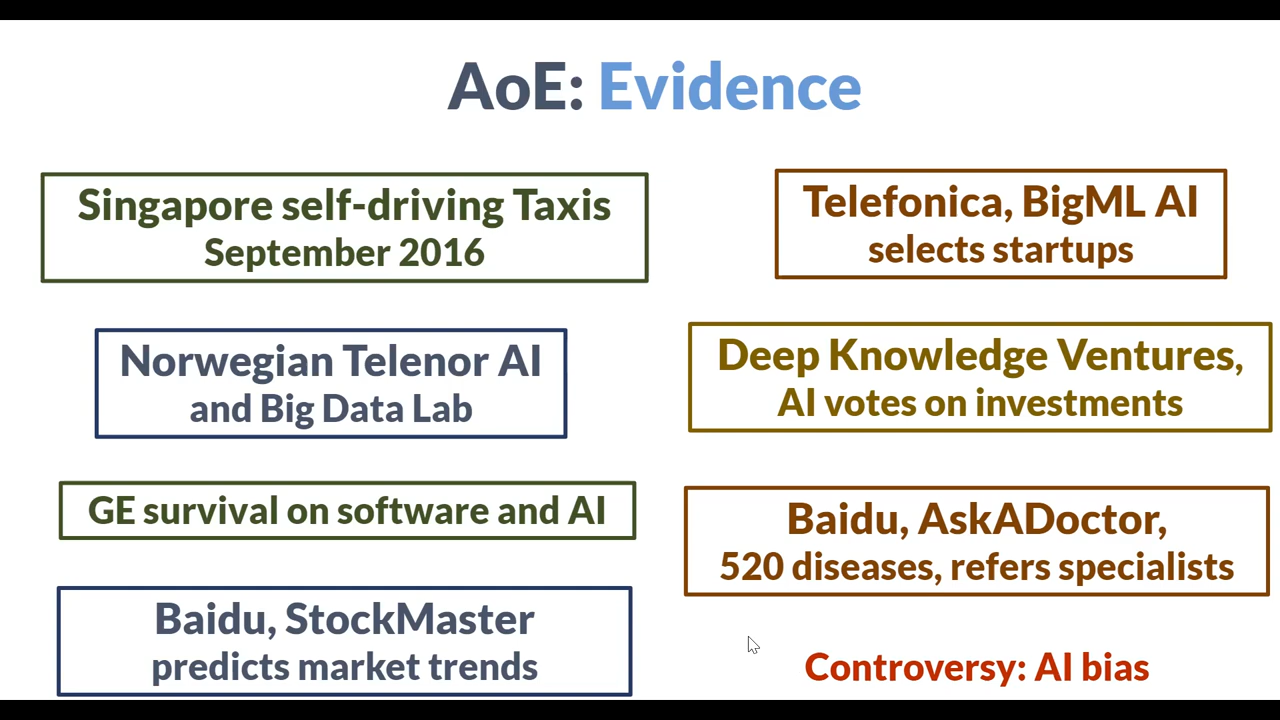 AoE: Evidence
Singapore self-driving Taxis
September 2016
Norwegian Telenor AI
and Big Data Lab
GE survival on software and AI
Baidu, StockMaster
predicts market trends
Telefonica, BigML AI
selects startups
Deep Knowledge Ventures,
AI votes on investments
Baidu, AskADoctor,
520 diseases, refers specialists
Controversy: AI bias